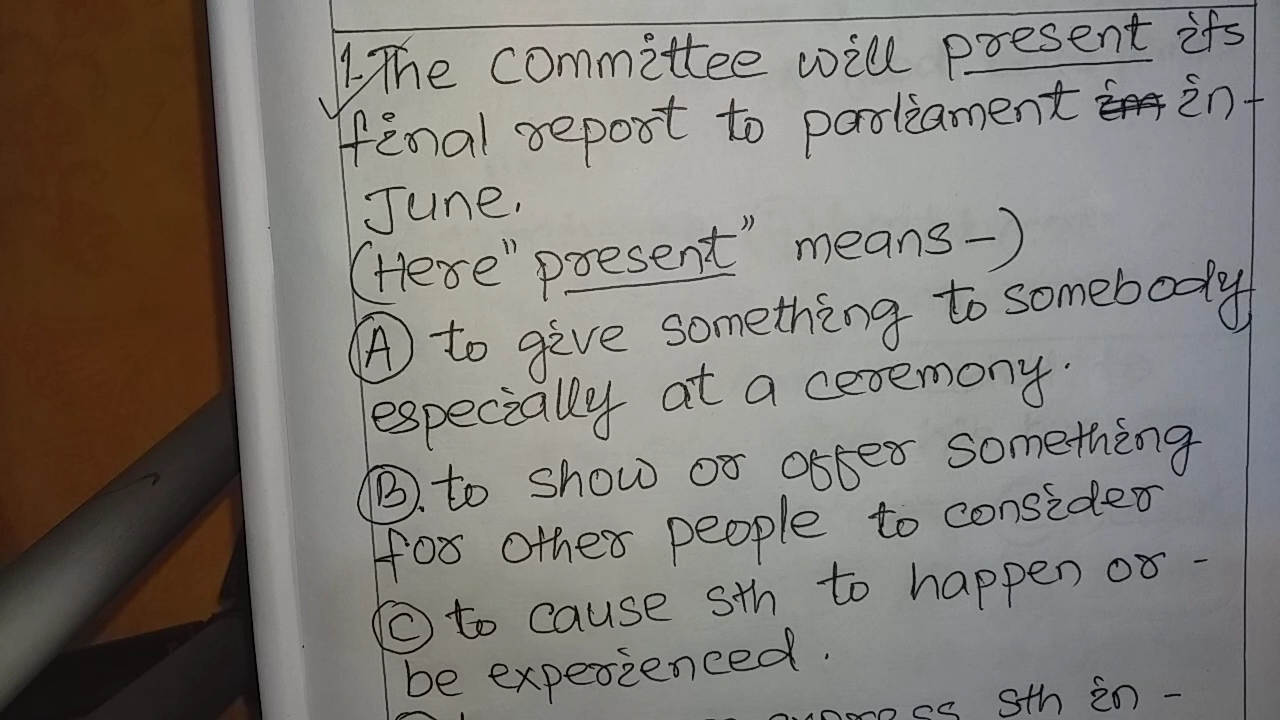 1. The committee will present its
final report to parliament in-
June.
(Here "present" means-)
(A) to give something to somebody
especially at a ceremony.
(B). to show or offer something
for other people to consider
(C) to cause sth to happen or -
be experienced.
express sth in -